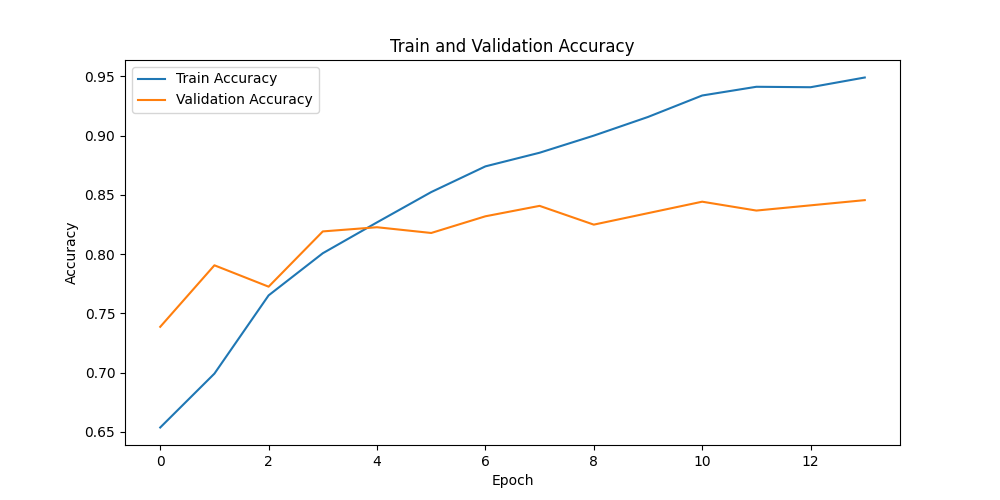 Train and Validation Accuracy
Train Accuracy
Validation Accuracy
0.95
0.90
0.85
0.80
0.75
0.70
0.65
Accuracy
0 2 4 6 8 10 12
Epoch